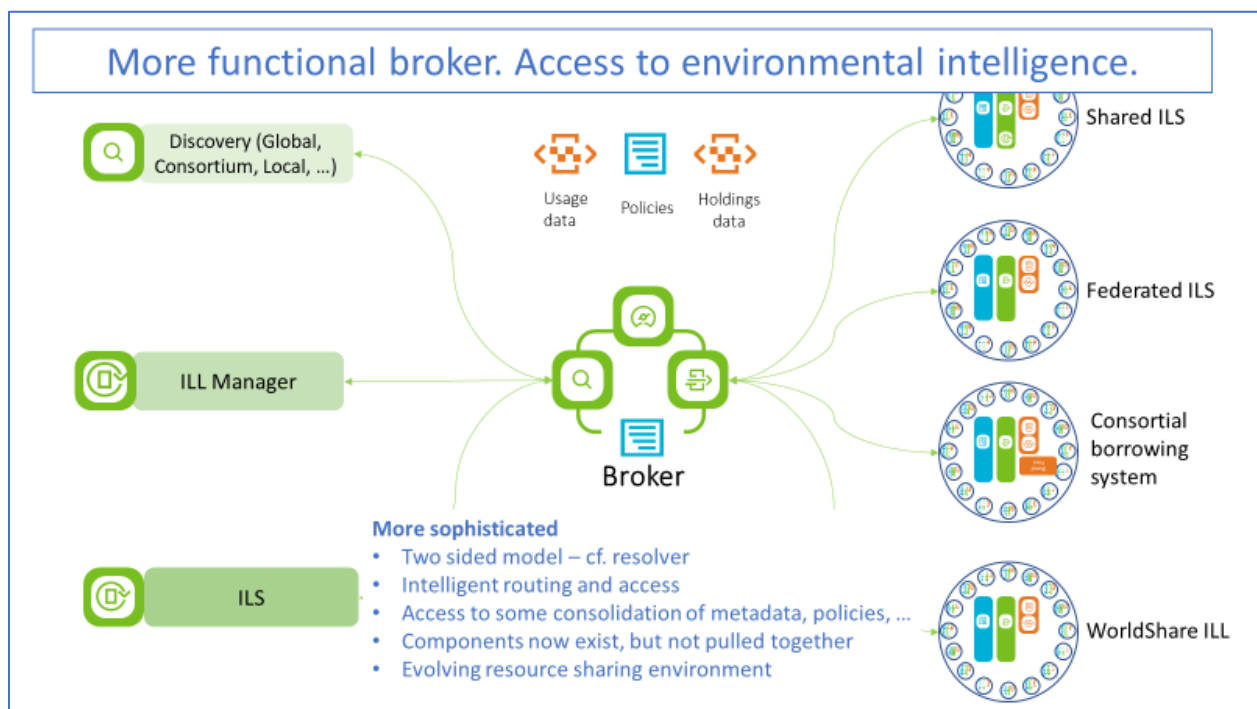 More functional broker. Access to environmental intelligence.
Discovery (Global,
Consortium, Local, ...)
Usage
data
Policies
Holdings
data
Shared ILS
Federated ILS
ILL Manager
Broker
Consortial
borrowing
system
More sophisticated
• Two sided model – cf. resolver
• Intelligent routing and access
• Access to some consolidation of metadata, policies, ...
• Components now exist, but not pulled together
• Evolving resource sharing environment
ILS
WorldShare ILL